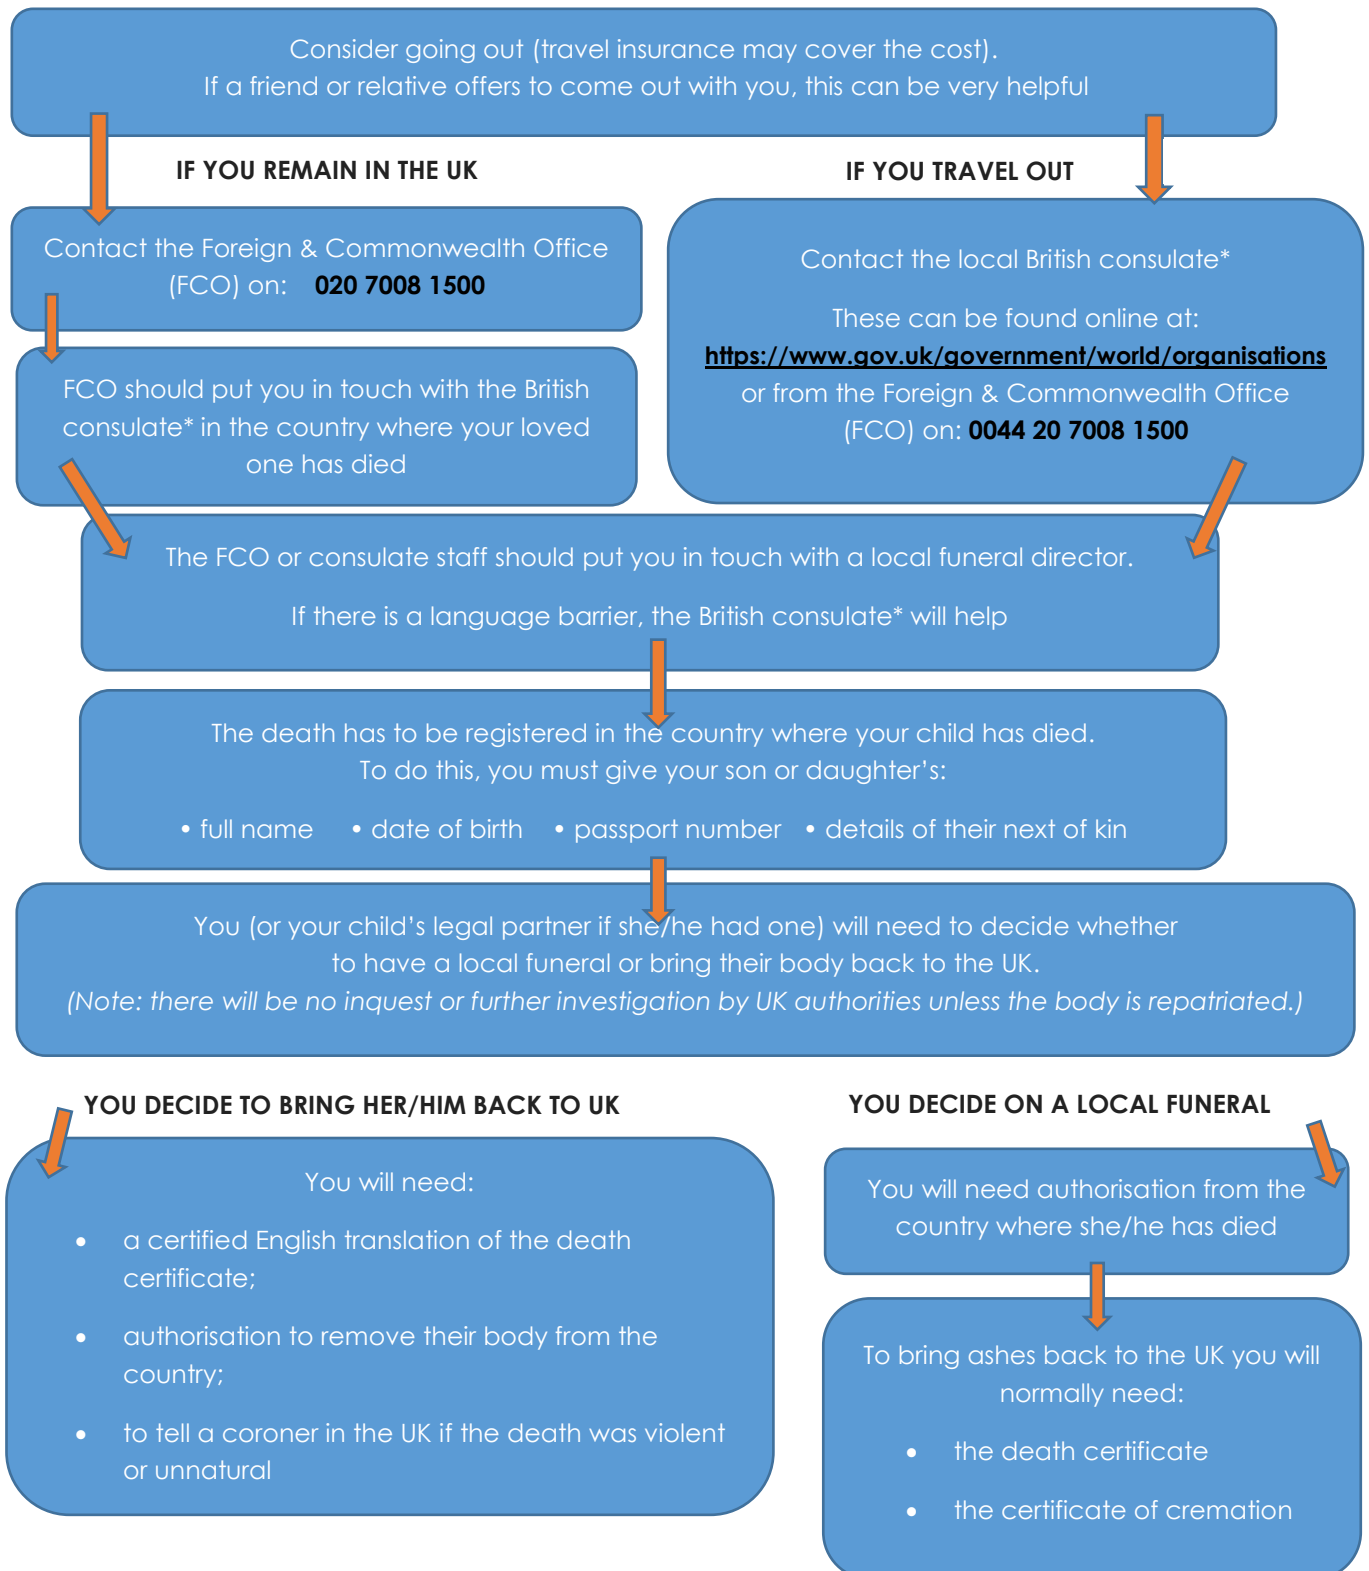 Consider going out (travel insurance may cover the cost).
If a friend or relative offers to come out with you, this can be very helpful
IF YOU REMAIN IN THE UK
Contact the Foreign & Commonwealth Office
(FCO) on: 020 7008 1500
FCO should put you in touch with the British
consulate* in the country where your loved
one has died
IF YOU TRAVEL OUT
Contact the local British consulate*
These can be found online at:
https://www.gov.uk/government/world/organisations
or from the Foreign & Commonwealth Office
(FCO) on: 0044 20 7008 1500
The FCO or consulate staff should put you in touch with a local funeral director.
If there is a language barrier, the British consulate* will help
The death has to be registered in the country where your child has died.
To do this, you must give your son or daughter’s:
• full name • date of birth • passport number • details of their next of kin
You (or your child’s legal partner if she/he had one) will need to decide whether
to have a local funeral or bring their body back to the UK.
(Note: there will be no inquest or further investigation by UK authorities unless the body is repatriated.)
YOU DECIDE TO BRING HER/HIM BACK TO UK
You will need:
• a certified English translation of the death
certificate;
• authorisation to remove their body from the
country;
• to tell a coroner in the UK if the death was violent
or unnatural
YOU DECIDE ON A LOCAL FUNERAL
You will need authorisation from the
country where she/he has died
To bring ashes back to the UK you will
normally need:
• the death certificate
• the certificate of cremation